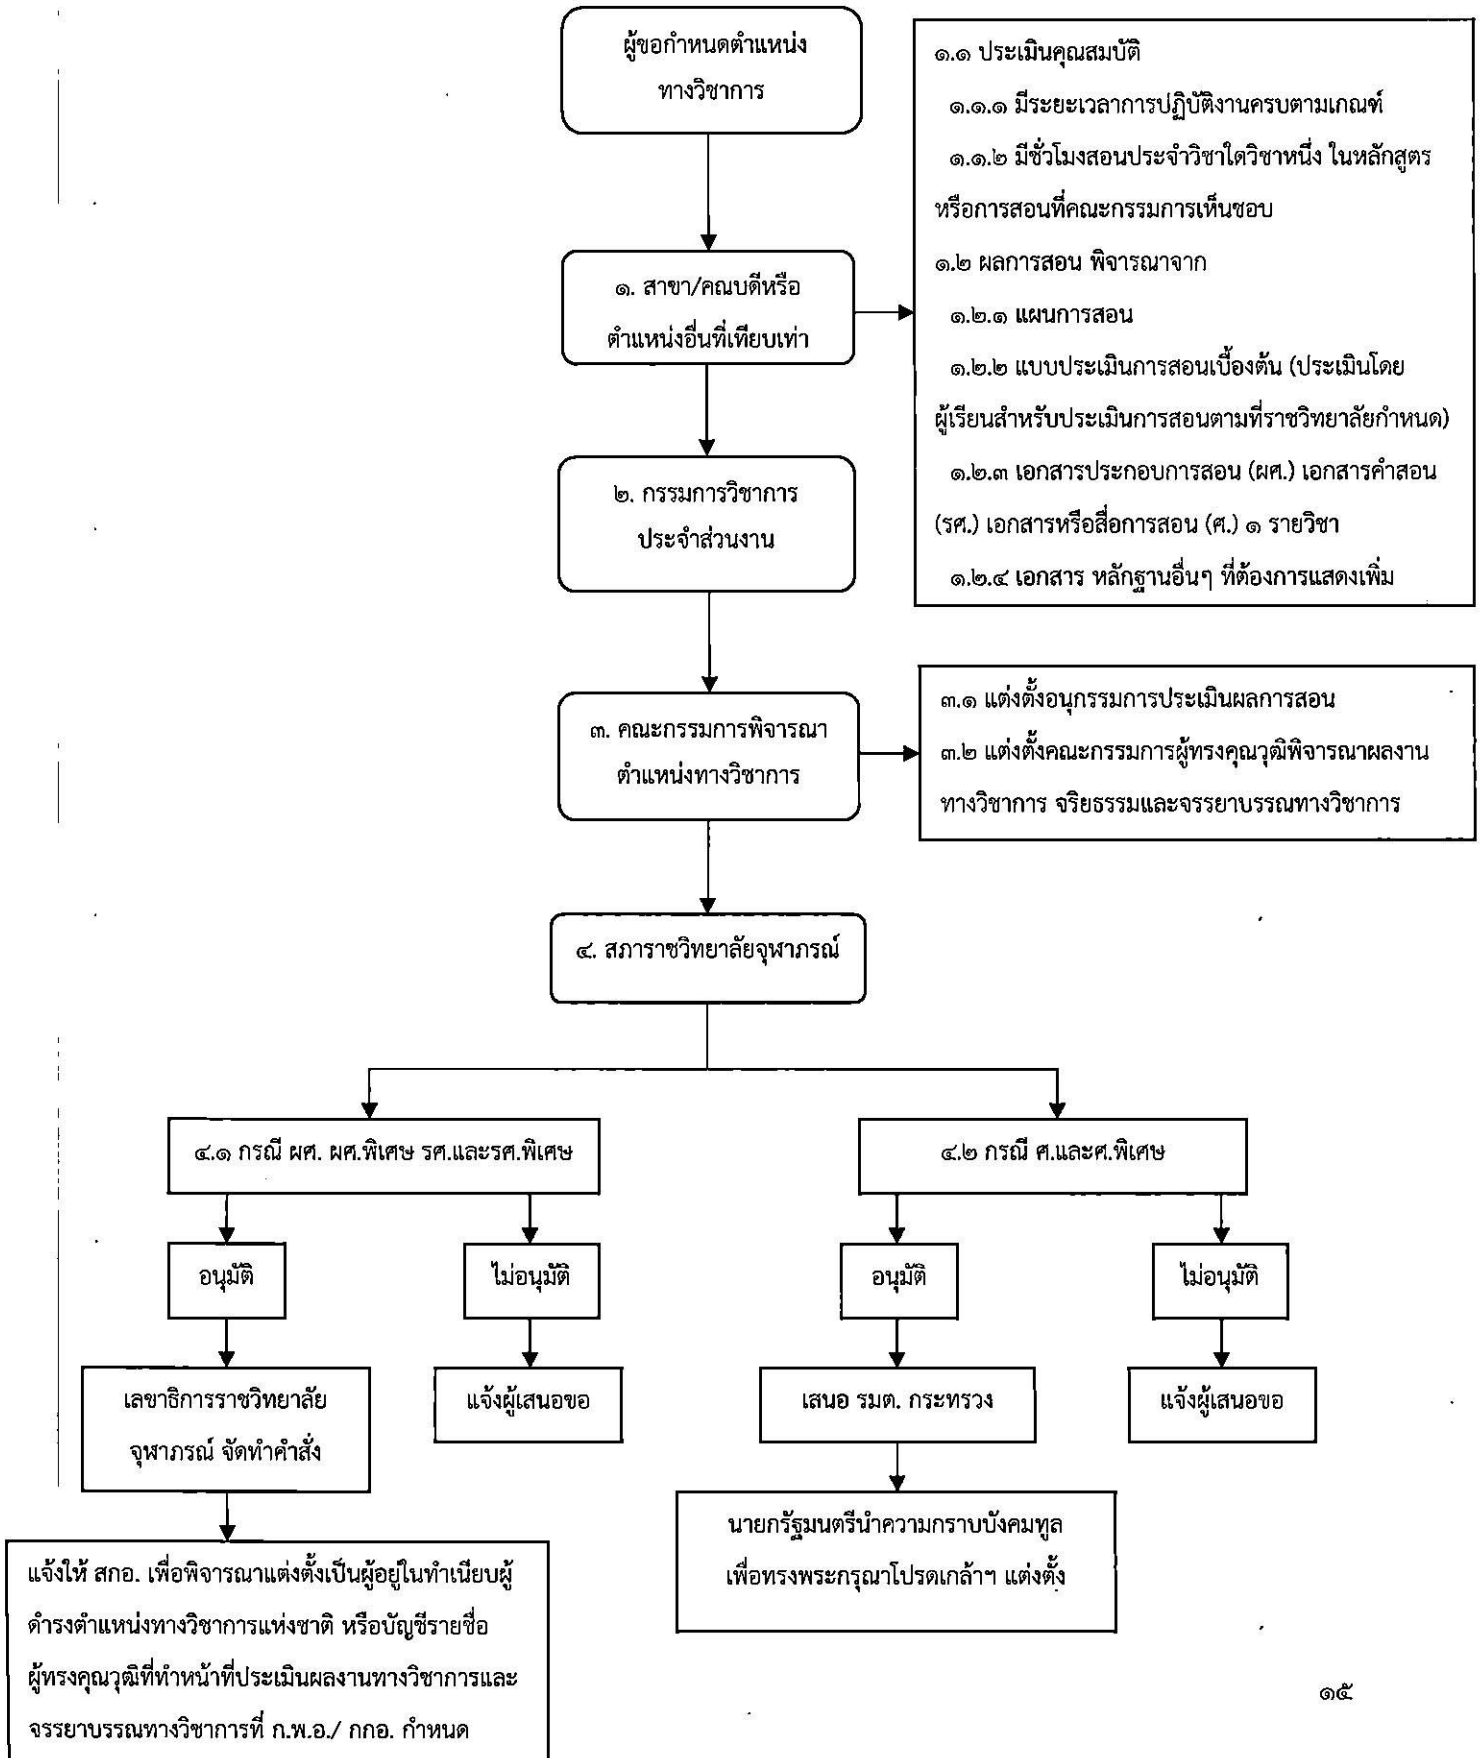 ผู้ขอกำหนดตำแหน่ง
ทางวิชาการ
๑.๑ ประเมินคุณสมบัติ
๑.๑.๑ มีระยะเวลาการปฏิบัติงานครบตามเกณฑ์
๑.๑.๒ มีชั่วโมงสอนประจำวิชาใดวิชาหนึ่ง ในหลักสูตร
หรือการสอนที่คณะกรรมการเห็นชอบ
๑.๒ ผลการสอน พิจารณาจาก
๑.๒.๑ แผนการสอน
๑.๒.๒ แบบประเมินการสอนเบื้องต้น (ประเมินโดย
ผู้เรียนสำหรับประเมินการสอนตามที่ราชวิทยาลัยกำหนด)
๑.๒.๓ เอกสารประกอบการสอน (ผศ.) เอกสารคำสอน
(รศ.) เอกสารหรือสื่อการสอน (ศ.) ๑ รายวิชา
๑.๒.๔ เอกสาร หลักฐานอื่นๆ ที่ต้องการแสดงเพิ่ม
๑. สาขา/คณบดีหรือ
ตำแหน่งอื่นที่เทียบเท่า
๒. กรรมการวิชาการ
ประจำส่วนงาน
๓. คณะกรรมการพิจารณา
ตำแหน่งทางวิชาการ
๓.๑ แต่งตั้งอนุกรรมการประเมินผลการสอน
๓.๒ แต่งตั้งคณะกรรมการผู้ทรงคุณวุฒิพิจารณาผลงาน
ทางวิชาการ จริยธรรมและจรรยาบรรณทางวิชาการ
๔. สภาราชวิทยาลัยจุฬาภรณ์
๔.๑ กรณี ผศ. ผศ.พิเศษ รศ.และรศ.พิเศษ
๔.๒ กรณี ศ.และศ.พิเศษ
อนุมัติ
ไม่อนุมัติ
อนุมัติ
ไม่อนุมัติ
เลขาธิการราชวิทยาลัย
จุฬาภรณ์ จัดทำคำสั่ง
แจ้งผู้เสนอขอ
เสนอ รมต. กระทรวง
แจ้งผู้เสนอขอ
นายกรัฐมนตรีนำความกราบบังคมทูล
เพื่อทรงพระกรุณาโปรดเกล้าฯ แต่งตั้ง
แจ้งให้ สกอ. เพื่อพิจารณาแต่งตั้งเป็นผู้อยู่ในทำเนียบผู้
ดำรงตำแหน่งทางวิชาการแห่งชาติ หรือบัญชีรายชื่อ
ผู้ทรงคุณวุฒิที่ทำหน้าที่ประเมินผลงานทางวิชาการและ
จรรยาบรรณทางวิชาการที่ ก.พ.อ./ กกอ. กำหนด
๑๕